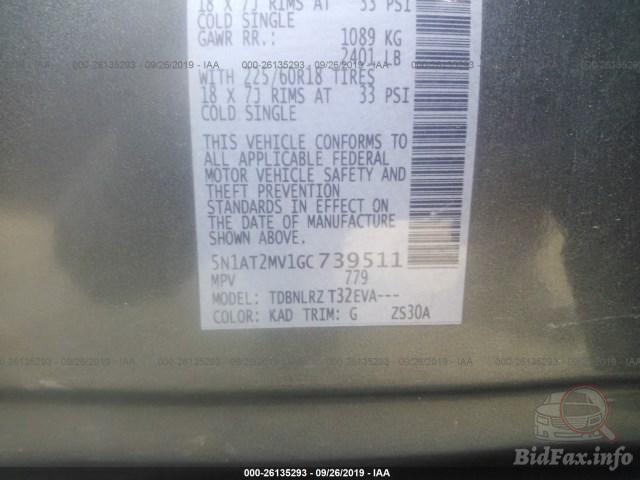 18 X 7J RIMS AT 33 PSI
COLD SINGLE
GAWR RR.: 1089 KG
2401 LB
WITH 225/60R18 TIRES
18 X 7J RIMS AT 33 PSI
COLD SINGLE
THIS VEHICLE CONFORMS TO
ALL APPLICABLE FEDERAL
MOTOR VEHICLE SAFETY AND
THEFT PREVENTION
STANDARDS IN EFFECT ON
THE DATE OF MANUFACTURE
SHOWN ABOVE.
5N1AT2MV1GC739511
MPV 779
MODEL: TDBNLRZ T32EVA---
COLOR: KAD TRIM: G ZS30A
000-26135293 - 09/26/2019 - IAA
BidFax.info